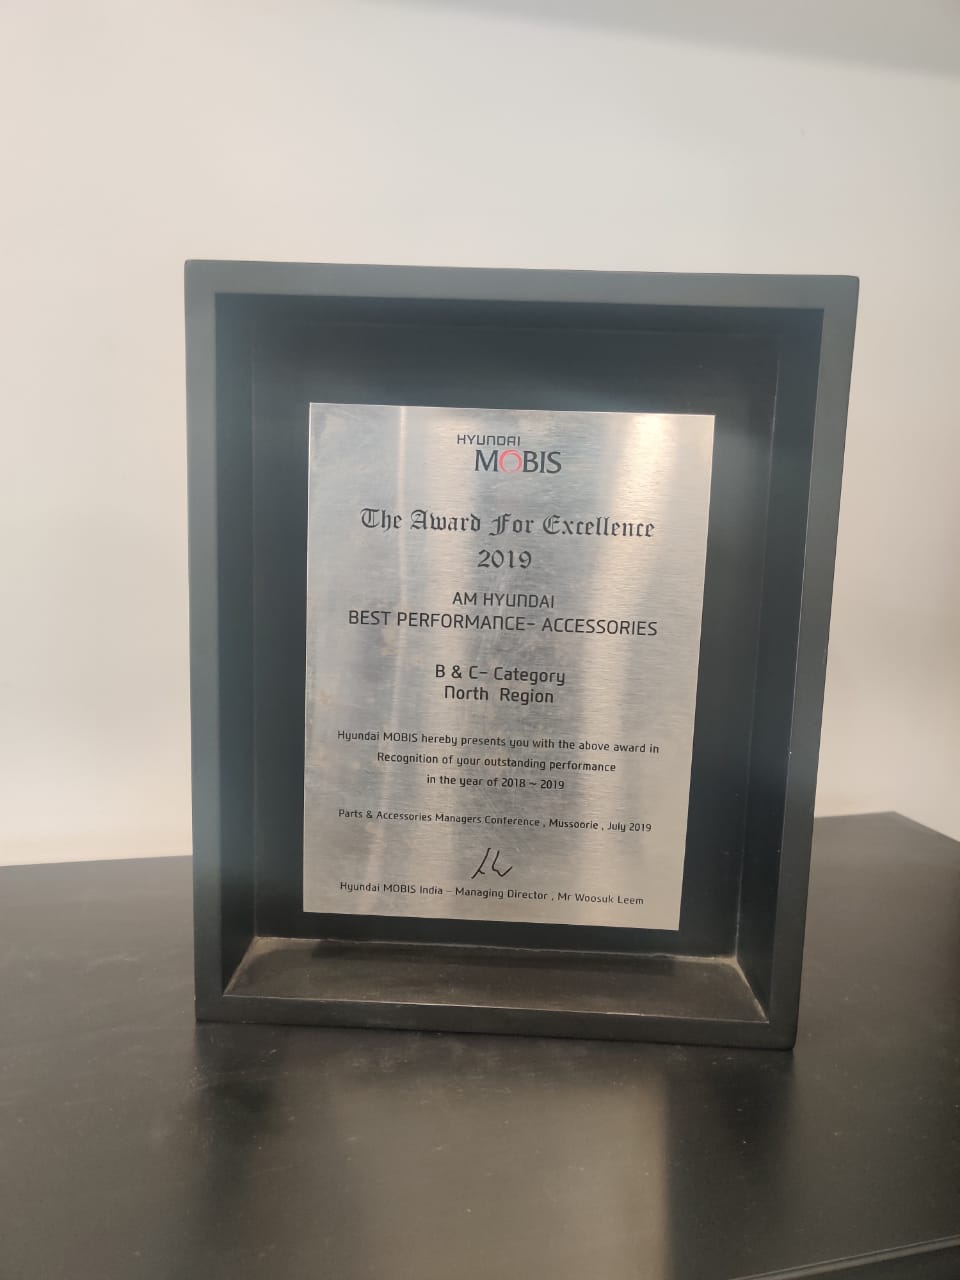 HYUNDAI
MOBIS
The Award For Excellence
2019
AM HYUNDAI
BEST PERFORMANCE- ACCESSORIES
B & C- Category
North Region
Hyundai MOBIS hereby presents you with the above award in
Recognition of your outstanding performance
in the year of 2018 ~ 2019
Parts & Accessories Managers Conference , Mussoorie , July 2019
Hyundai MOBIS India - Managing Director , Mr Woosuk Leem